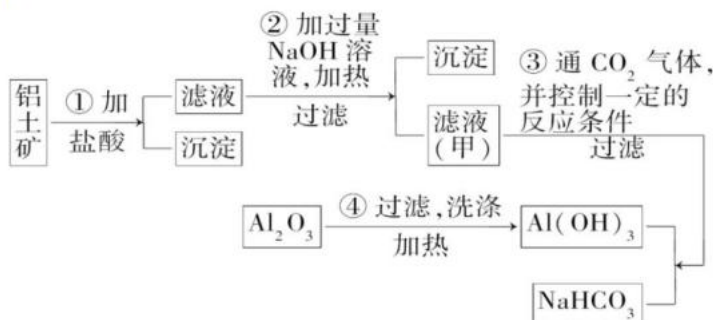 ② 加过量
NaOH 溶
液,加热
过滤
铝土矿
① 加
盐酸
滤液
沉淀
沉淀
滤液
(甲)
③ 通 CO₂ 气体,
并控制一定的
反应条件
过滤
Al₂O₃
④ 过滤,洗涤
加热
Al(OH)₃
NaHCO₃